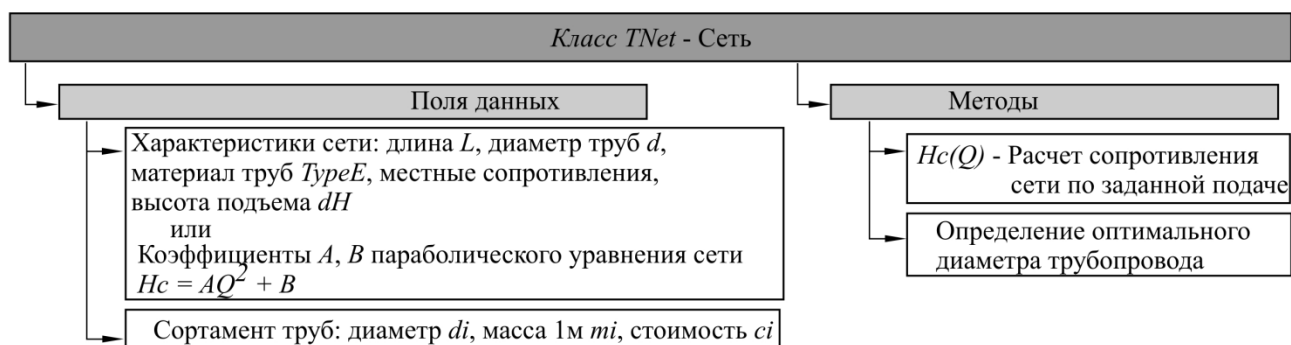 Класс TNet - Сеть
Поля данных
Характеристики сети: длина L, диаметр труб d,
материал труб TypeE, местные сопротивления,
высота подъема dH
или
Коэффициенты A, B параболического уравнения сети
Hc = AQ² + B
Сортамент труб: диаметр di, масса 1м mi, стоимость ci
Методы
Hc(Q) - Расчет сопротивления
сети по заданной подаче
Определение оптимального
диаметра трубопровода